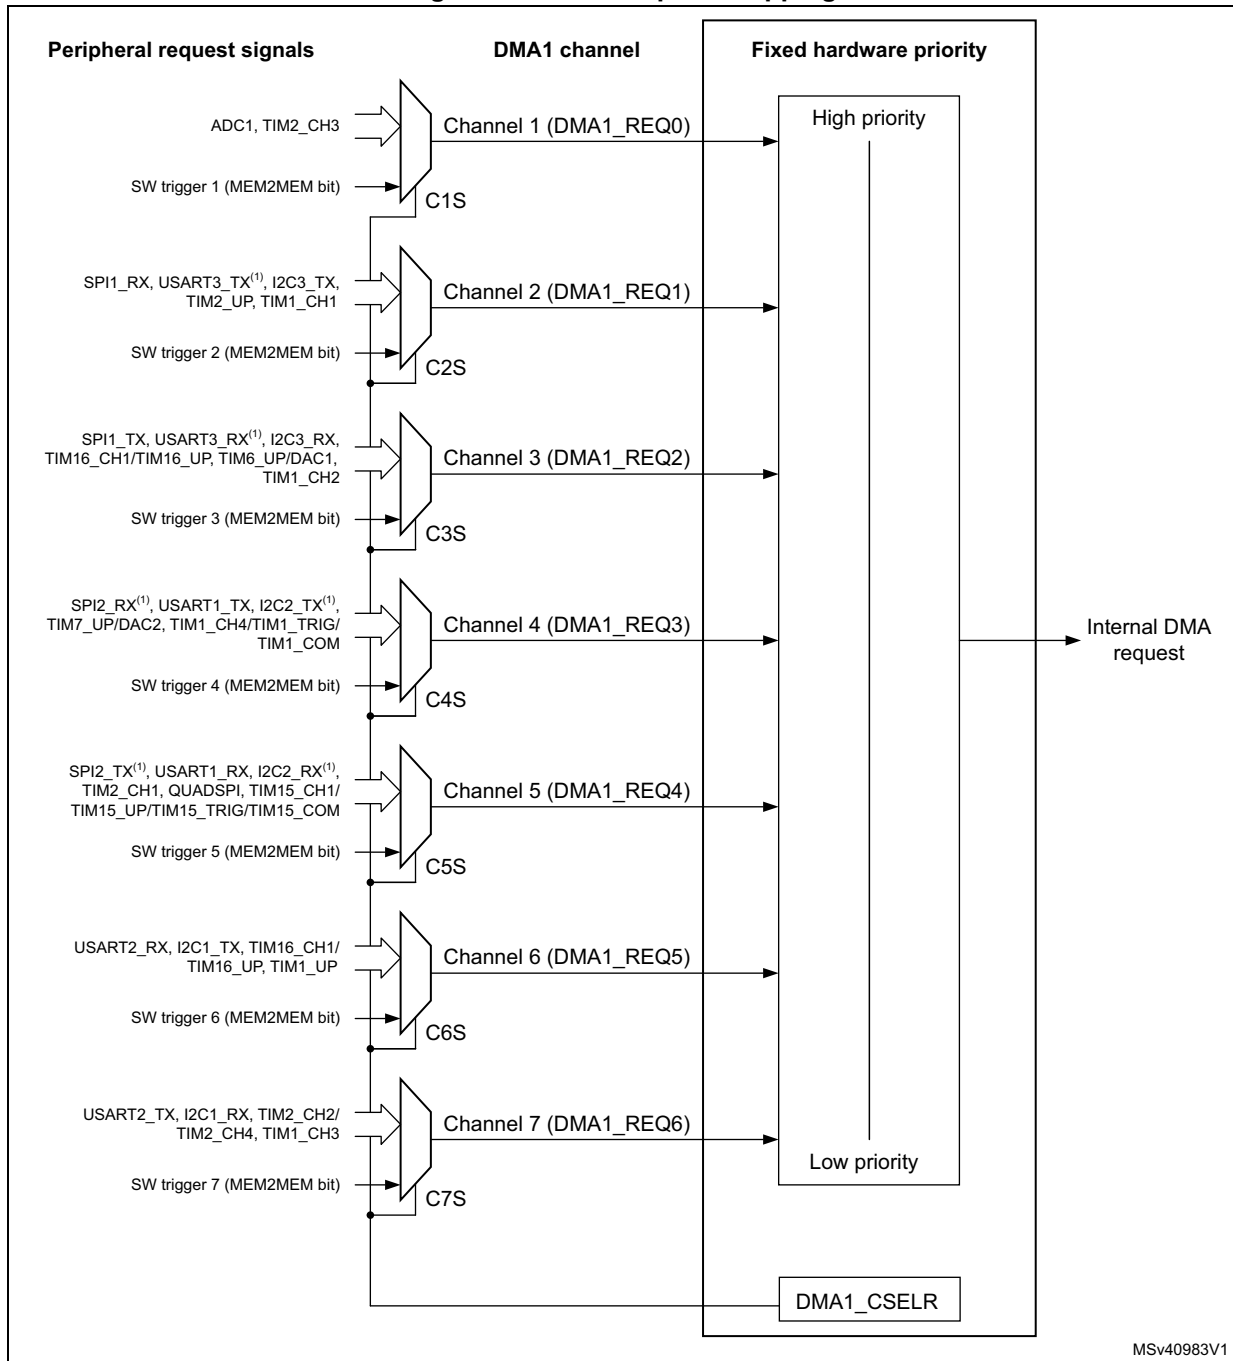 Peripheral request signals
DMA1 channel
Fixed hardware priority
High priority
ADC1, TIM2_CH3
Channel 1 (DMA1_REQ0)
SW trigger 1 (MEM2MEM bit)
C1S
SPI1_RX, USART3_TX(1), I2C3_TX,
TIM2_UP, TIM1_CH1
Channel 2 (DMA1_REQ1)
SW trigger 2 (MEM2MEM bit)
C2S
SPI1_TX, USART3_RX(1), I2C3_RX,
TIM16_CH1/TIM16_UP, TIM6_UP/DAC1,
TIM1_CH2
Channel 3 (DMA1_REQ2)
SW trigger 3 (MEM2MEM bit)
C3S
SPI2_RX(1), USART1_TX, I2C2_TX(1),
TIM7_UP/DAC2, TIM1_CH4/TIM1_TRIG/
TIM1_COM
Channel 4 (DMA1_REQ3)
SW trigger 4 (MEM2MEM bit)
C4S
Internal DMA
request
SPI2_TX(1), USART1_RX, I2C2_RX(1),
TIM2_CH1, QUADSPI, TIM15_CH1/
TIM15_UP/TIM15_TRIG/TIM15_COM
Channel 5 (DMA1_REQ4)
SW trigger 5 (MEM2MEM bit)
C5S
USART2_RX, I2C1_TX, TIM16_CH1/
TIM16_UP, TIM1_UP
Channel 6 (DMA1_REQ5)
SW trigger 6 (MEM2MEM bit)
C6S
USART2_TX, I2C1_RX, TIM2_CH2/
TIM2_CH4, TIM1_CH3
Channel 7 (DMA1_REQ6)
SW trigger 7 (MEM2MEM bit)
C7S
Low priority
DMA1_CSELR
MSv40983V1